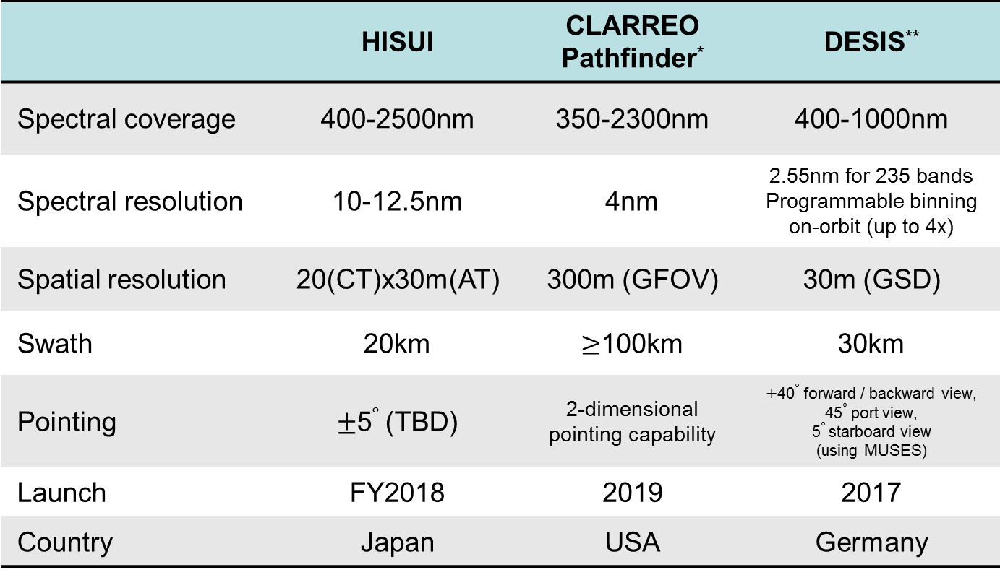 HISUI
CLARREO
Pathfinder*
DESIS**
Spectral coverage
400-2500nm
350-2300nm
400-1000nm
Spectral resolution
10-12.5nm
4nm
2.55nm for 235 bands
Programmable binning
on-orbit (up to 4x)
Spatial resolution
20(CT)x30m(AT)
300m (GFOV)
30m (GSD)
Swath
20km
≥100km
30km
Pointing
±5° (TBD)
2-dimensional
pointing capability
±40° forward / backward view,
45° port view,
5° starboard view
(using MUSES)
Launch
FY2018
2019
2017
Country
Japan
USA
Germany